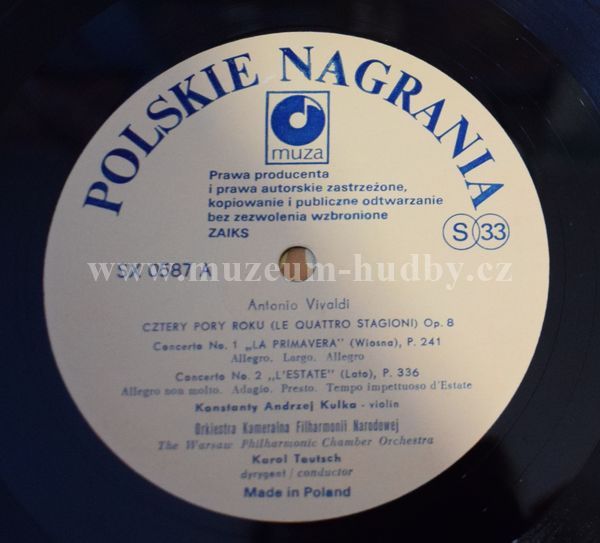 POLSKIE NAGRANIA
muza
Prawa producenta
i prawa autorskie zastrzeżone,
kopiowanie i publiczne odtwarzanie
bez zezwolenia wzbronione
ZAIKS
S 33
SX 0587 A
www.muzeum-hudby.cz
Antonio Vivaldi
CZTERY PORY ROKU (LE QUATTRO STAGIONI) Op. 8
Concerto No. 1 „LA PRIMAVERA" (Wiosna), P. 241
Allegro. Largo. Allegro
Concerto No. 2 „L'ESTATE" (Lato), P. 336
Allegro non molto. Adagio. Presto. Tempo impettuoso d'Estate
Konstanty Andrzej Kulka - violin
Orkiestra Kameralna Filharmonii Narodowej
The Warsaw Philharmonic Chamber Orchestra
Karol Teutsch
dyrygent / conductor
Made in Poland